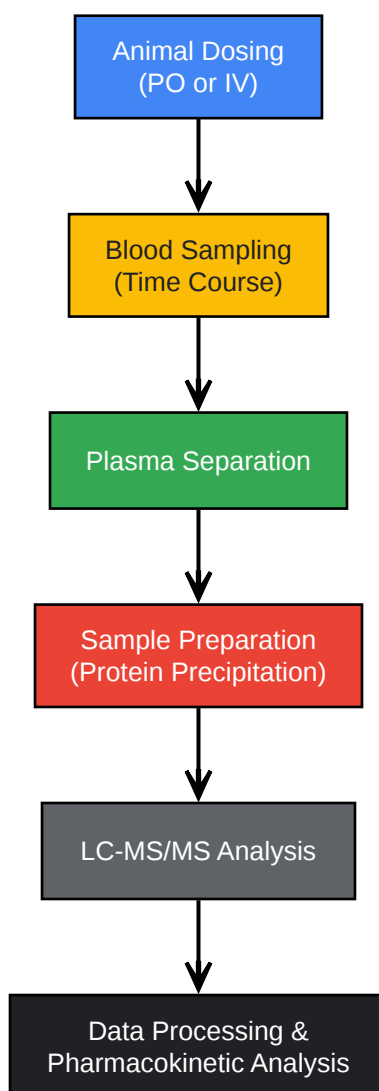 Animal Dosing
(PO or IV)
Blood Sampling
(Time Course)
Plasma Separation
Sample Preparation
(Protein Precipitation)
LC-MS/MS Analysis
Data Processing &
Pharmacokinetic Analysis